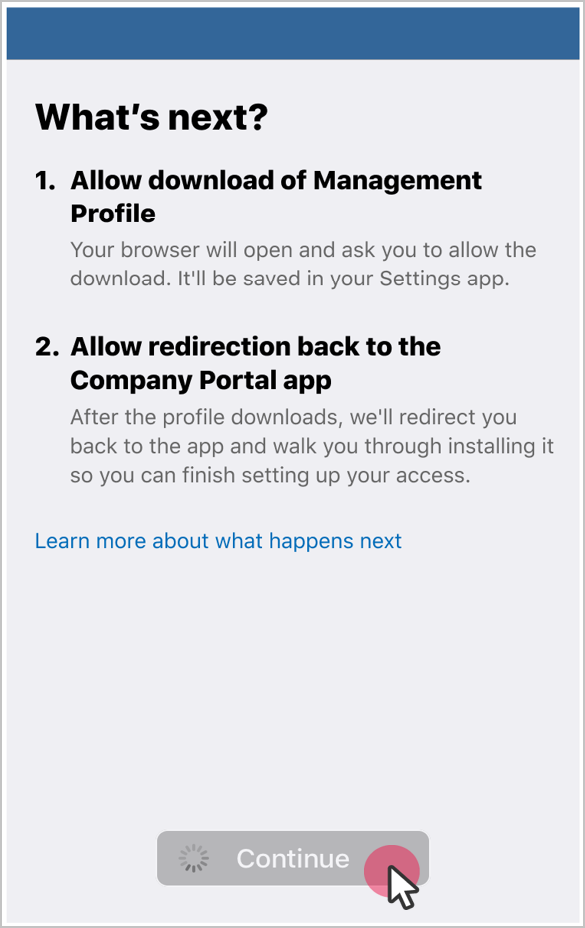 What's next?
1. Allow download of Management
Profile
Your browser will open and ask you to allow the
download. It'll be saved in your Settings app.
2. Allow redirection back to the
Company Portal app
After the profile downloads, we'll redirect you
back to the app and walk you through installing it
so you can finish setting up your access.
Learn more about what happens next
Continue